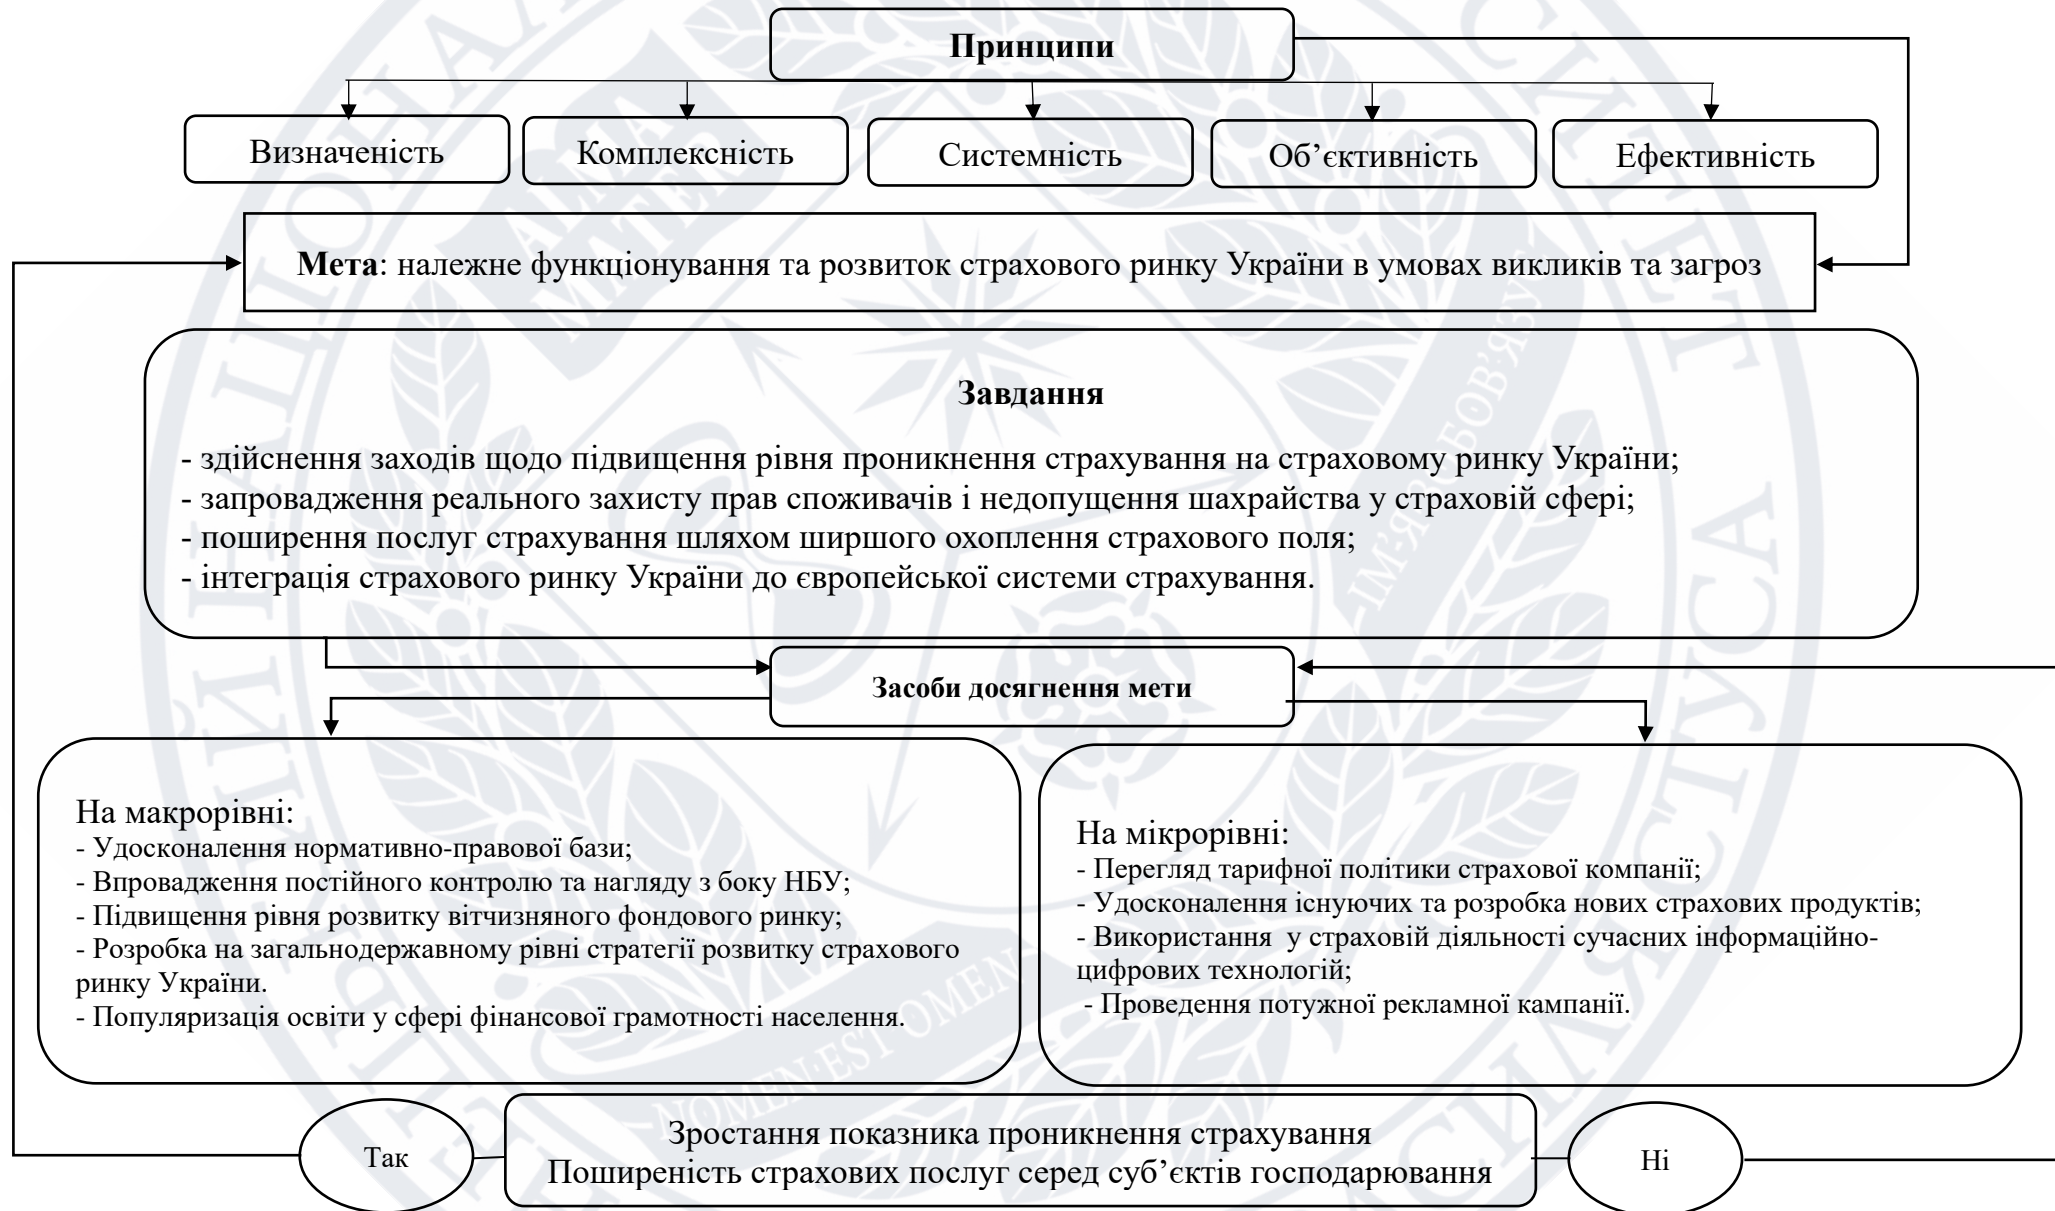 Принципи
Визначеність
Комплексність
Системність
Об’єктивність
Ефективність
Мета: належне функціонування та розвиток страхового ринку України в умовах викликів та загроз
Завдання
- здійснення заходів щодо підвищення рівня проникнення страхування на страховому ринку України;
- запровадження реального захисту прав споживачів і недопущення шахрайства у страховій сфері;
- поширення послуг страхування шляхом ширшого охоплення страхового поля;
- інтеграція страхового ринку України до європейської системи страхування.
Засоби досягнення мети
На макрорівні:
- Удосконалення нормативно-правової бази;
- Впровадження постійного контролю та нагляду з боку НБУ;
- Підвищення рівня розвитку вітчизняного фондового ринку;
- Розробка на загальнодержавному рівні стратегії розвитку страхового
ринку України.
- Популяризація освіти у сфері фінансової грамотності населення.
На мікрорівні:
- Перегляд тарифної політики страхової компанії;
- Удосконалення існуючих та розробка нових страхових продуктів;
- Використання у страховій діяльності сучасних інформаційно-
цифрових технологій;
- Проведення потужної рекламної кампанії.
Так
Зростання показника проникнення страхування
Поширеність страхових послуг серед суб’єктів господарювання
Ні
ALMA
MATER
NOMEN EST OMEN